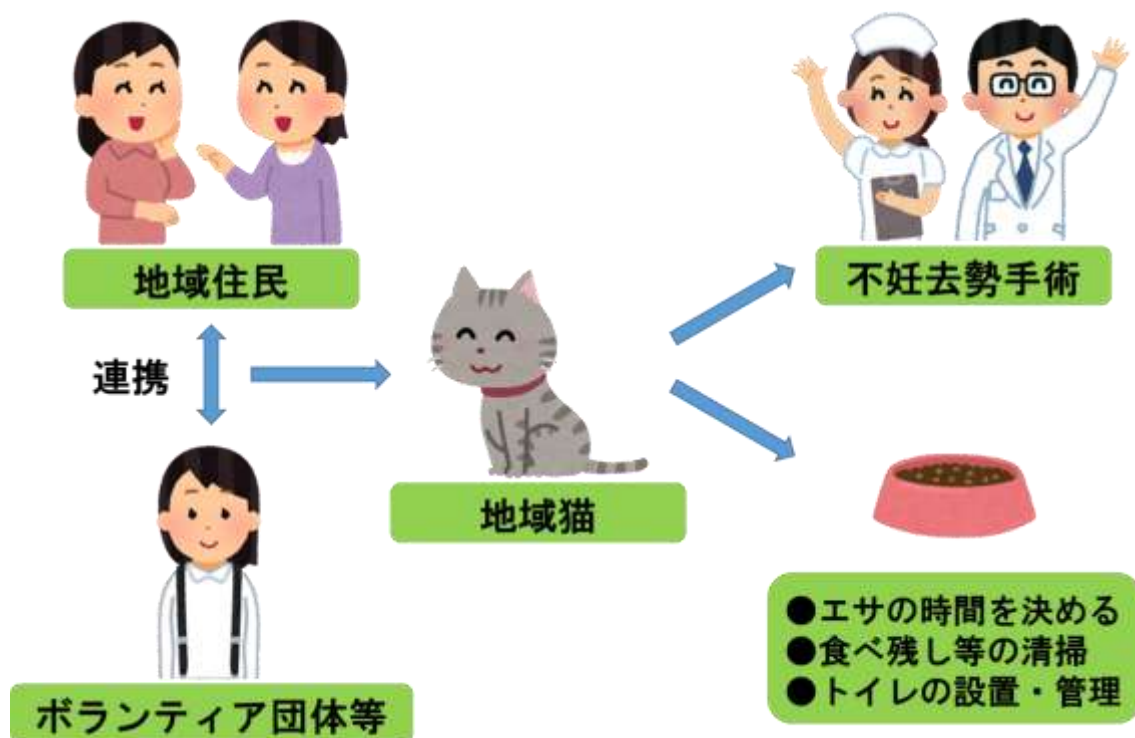 地域住民
不妊去勢手術
連携
地域猫
ボランティア団体等
●エサの時間を決める
●食べ残し等の清掃
●トイレの設置・管理